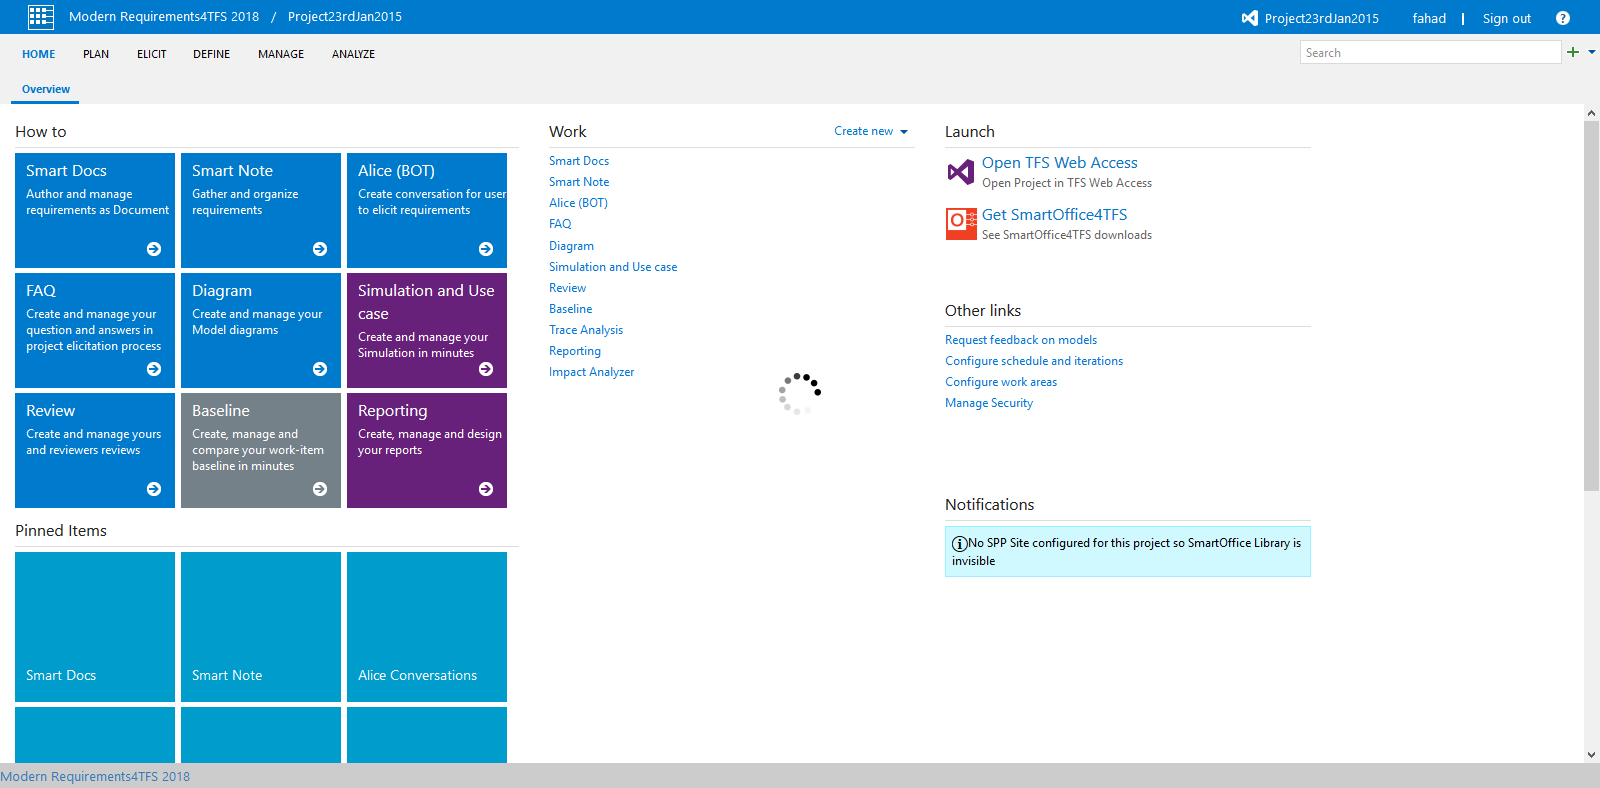 Modern Requirements4TFS 2018 / Project23rdJan2015
Project23rdJan2015 fahad | Sign out ?
HOME PLAN ELICIT DEFINE MANAGE ANALYZE
Search
Overview
How to
Smart Docs
Author and manage
requirements as Document
Smart Note
Gather and organize
requirements
Alice (BOT)
Create conversation for user
to elicit requirements
FAQ
Create and manage your
question and answers in
project elicitation process
Diagram
Create and manage your
Model diagrams
Simulation and Use
case
Create and manage your
Simulation in minutes
Review
Create and manage yours
and reviewers reviews
Baseline
Create, manage and
compare your work-item
baseline in minutes
Reporting
Create, manage and design
your reports
Pinned Items
Smart Docs
Smart Note
Alice Conversations
Work
Create new
Smart Docs
Smart Note
Alice (BOT)
FAQ
Diagram
Simulation and Use case
Review
Baseline
Trace Analysis
Reporting
Impact Analyzer
Launch
Open TFS Web Access
Open Project in TFS Web Access
Get SmartOffice4TFS
See SmartOffice4TFS downloads
Other links
Request feedback on models
Configure schedule and iterations
Configure work areas
Manage Security
Notifications
No SPP Site configured for this project so SmartOffice Library is
invisible
Modern Requirements4TFS 2018